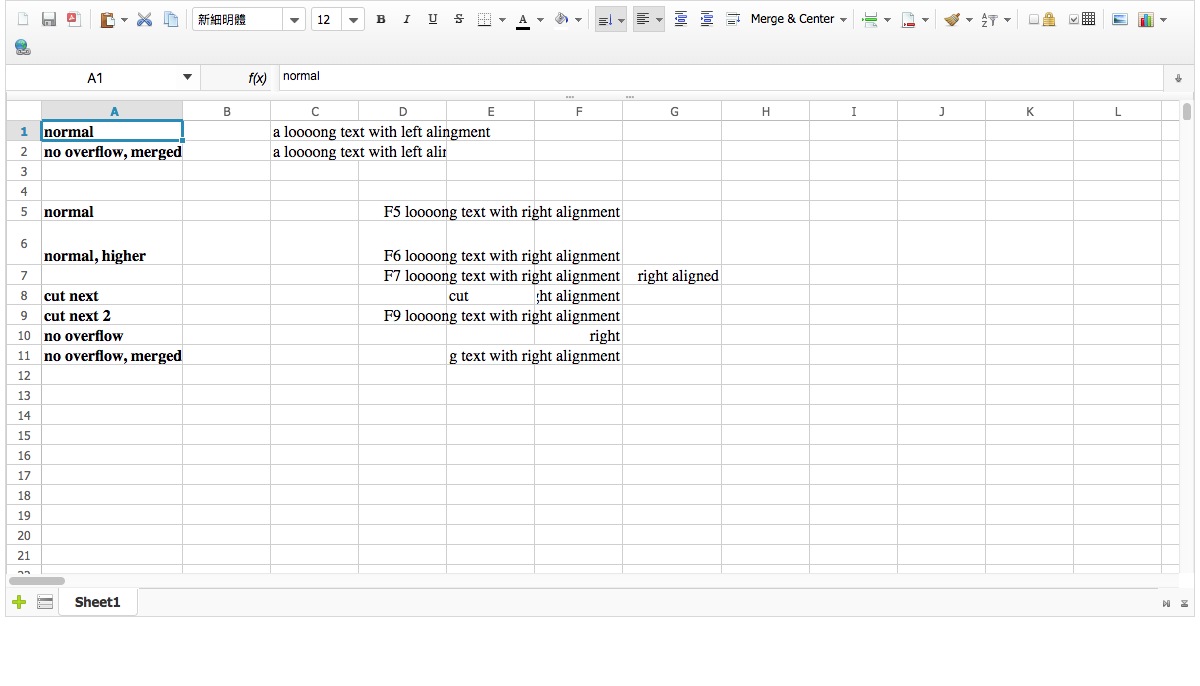 新細明體 12 B I U S A Merge & Center A Z
A1 f(x) normal
A B C D E F G H I J K L
1 normal a loooong text with left alingment
2 no overflow, merged a loooong text with left alir
3
4
5 normal F5 loooong text with right alignment
6 normal, higher F6 loooong text with right alignment
7 F7 loooong text with right alignment right aligned
8 cut next cut ht alignment
9 cut next 2 F9 loooong text with right alignment
10 no overflow right
11 no overflow, merged g text with right alignment
12
13
14
15
16
17
18
19
20
21
Sheet1